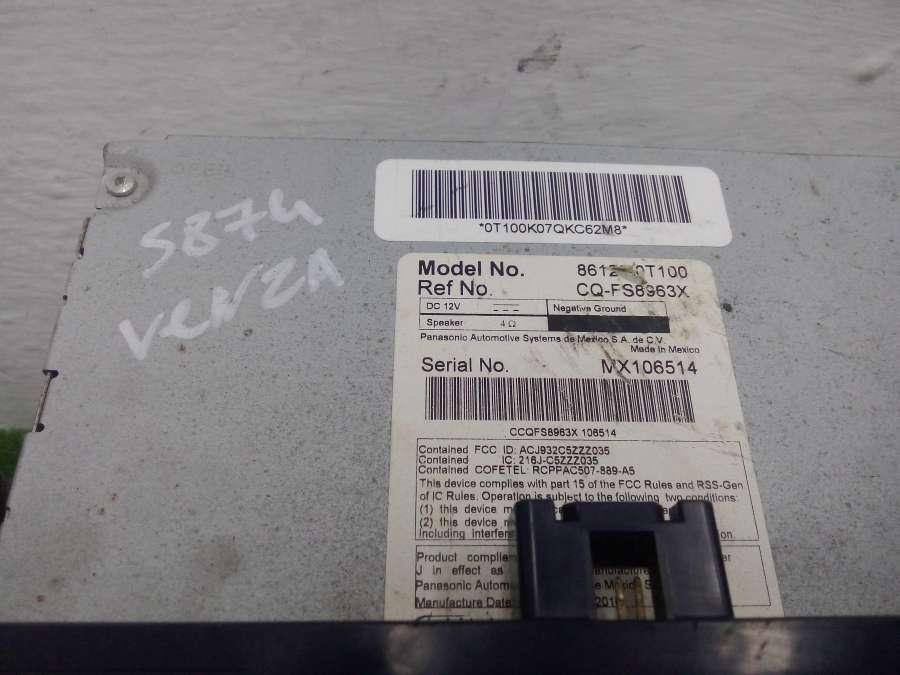 S874
VENZA
*0T100K07QKC62M8*
Model No. 0T100
Ref No. CQ-FS8963X
DC 12V Negative Ground
Speaker 4Ω
Panasonic Automotive Systems de Mexico S.A. de C.V.
Made in Mexico
Serial No. MX106514
CCQFS8963X 106514
Contained FCC ID: ACJ932C5ZZZ035
Contained IC: 216J-C5ZZZ035
Contained COFETEL: RCPPAC507-889-A5
This device complies with part 15 of the FCC Rules and RSS-Gen
of IC Rules. Operation is subject to the following two conditions:
(1) this device
(2) this device
including
Product
J in effect as
Panasonic
Manufacture Date: